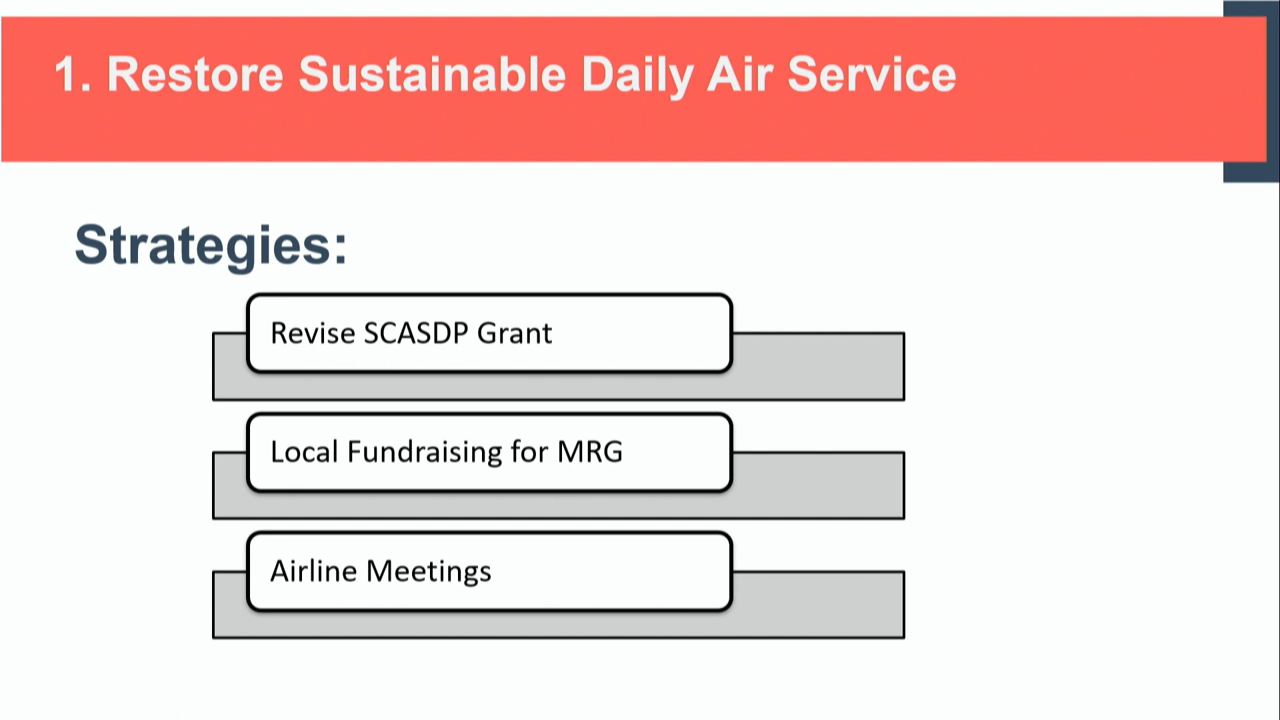 1. Restore Sustainable Daily Air Service
Strategies:
Revise SCASDP Grant
Local Fundraising for MRG
Airline Meetings